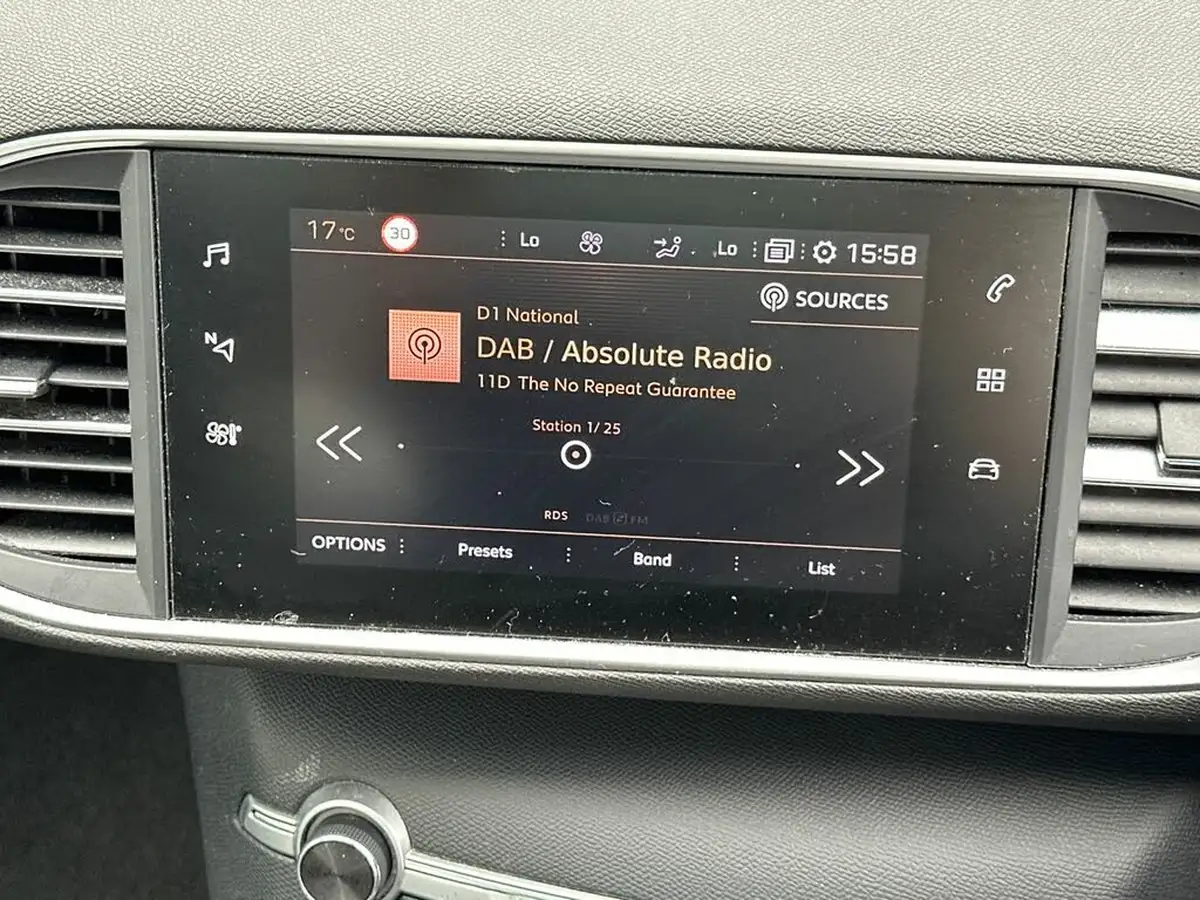 17°C 30 Lo Lo 15:58
SOURCES
D1 National
DAB / Absolute Radio
11D The No Repeat Guarantee
Station 1/25
RDS DAB FM
OPTIONS Presets Band List
N